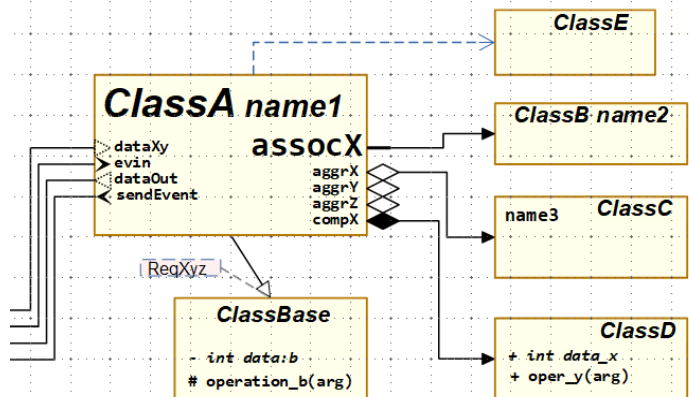 ClassE
ClassA name1
ClassB name2
assocX
dataXy
evin
dataOut
sendEvent
aggrX
aggrY
aggrZ
compX
name3 ClassC
ReqXyz
ClassBase
- int data:b
# operation_b(arg)
ClassD
+ int data_x
+ oper_y(arg)